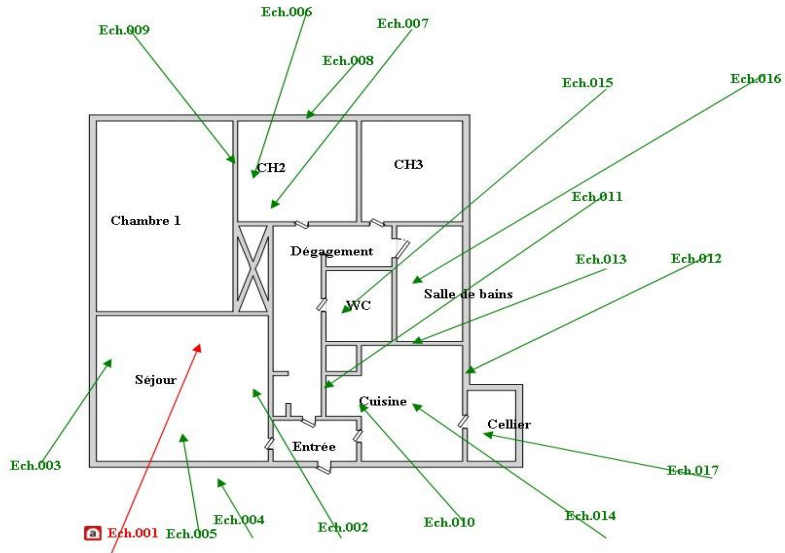 Ech.006
Ech.007
Ech.009
Ech.008
Ech.016
Ech.015
CH2
CH3
Ech.011
Chambre 1
Dégagement
Ech.013
Ech.012
Salle de bains
WC
Séjour
Cuisine
Cellier
Entrée
Ech.003
Ech.017
a Ech.001
Ech.005
Ech.004
Ech.002
Ech.010
Ech.014